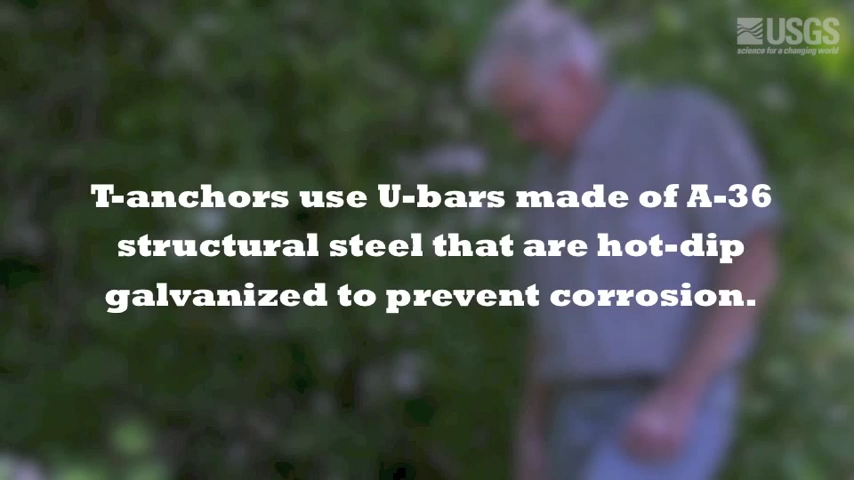 USGS
science for a changing world
T-anchors use U-bars made of A-36
structural steel that are hot-dip
galvanized to prevent corrosion.